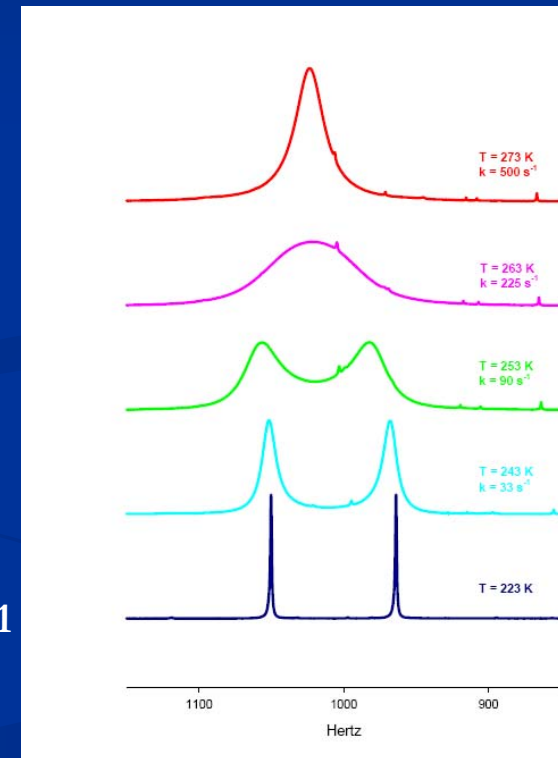 T = 273 K
k = 500 s⁻¹
T = 263 K
k = 225 s⁻¹
T = 253 K
k = 90 s⁻¹
T = 243 K
k = 33 s⁻¹
T = 223 K
1
1100 1000 900
Hertz